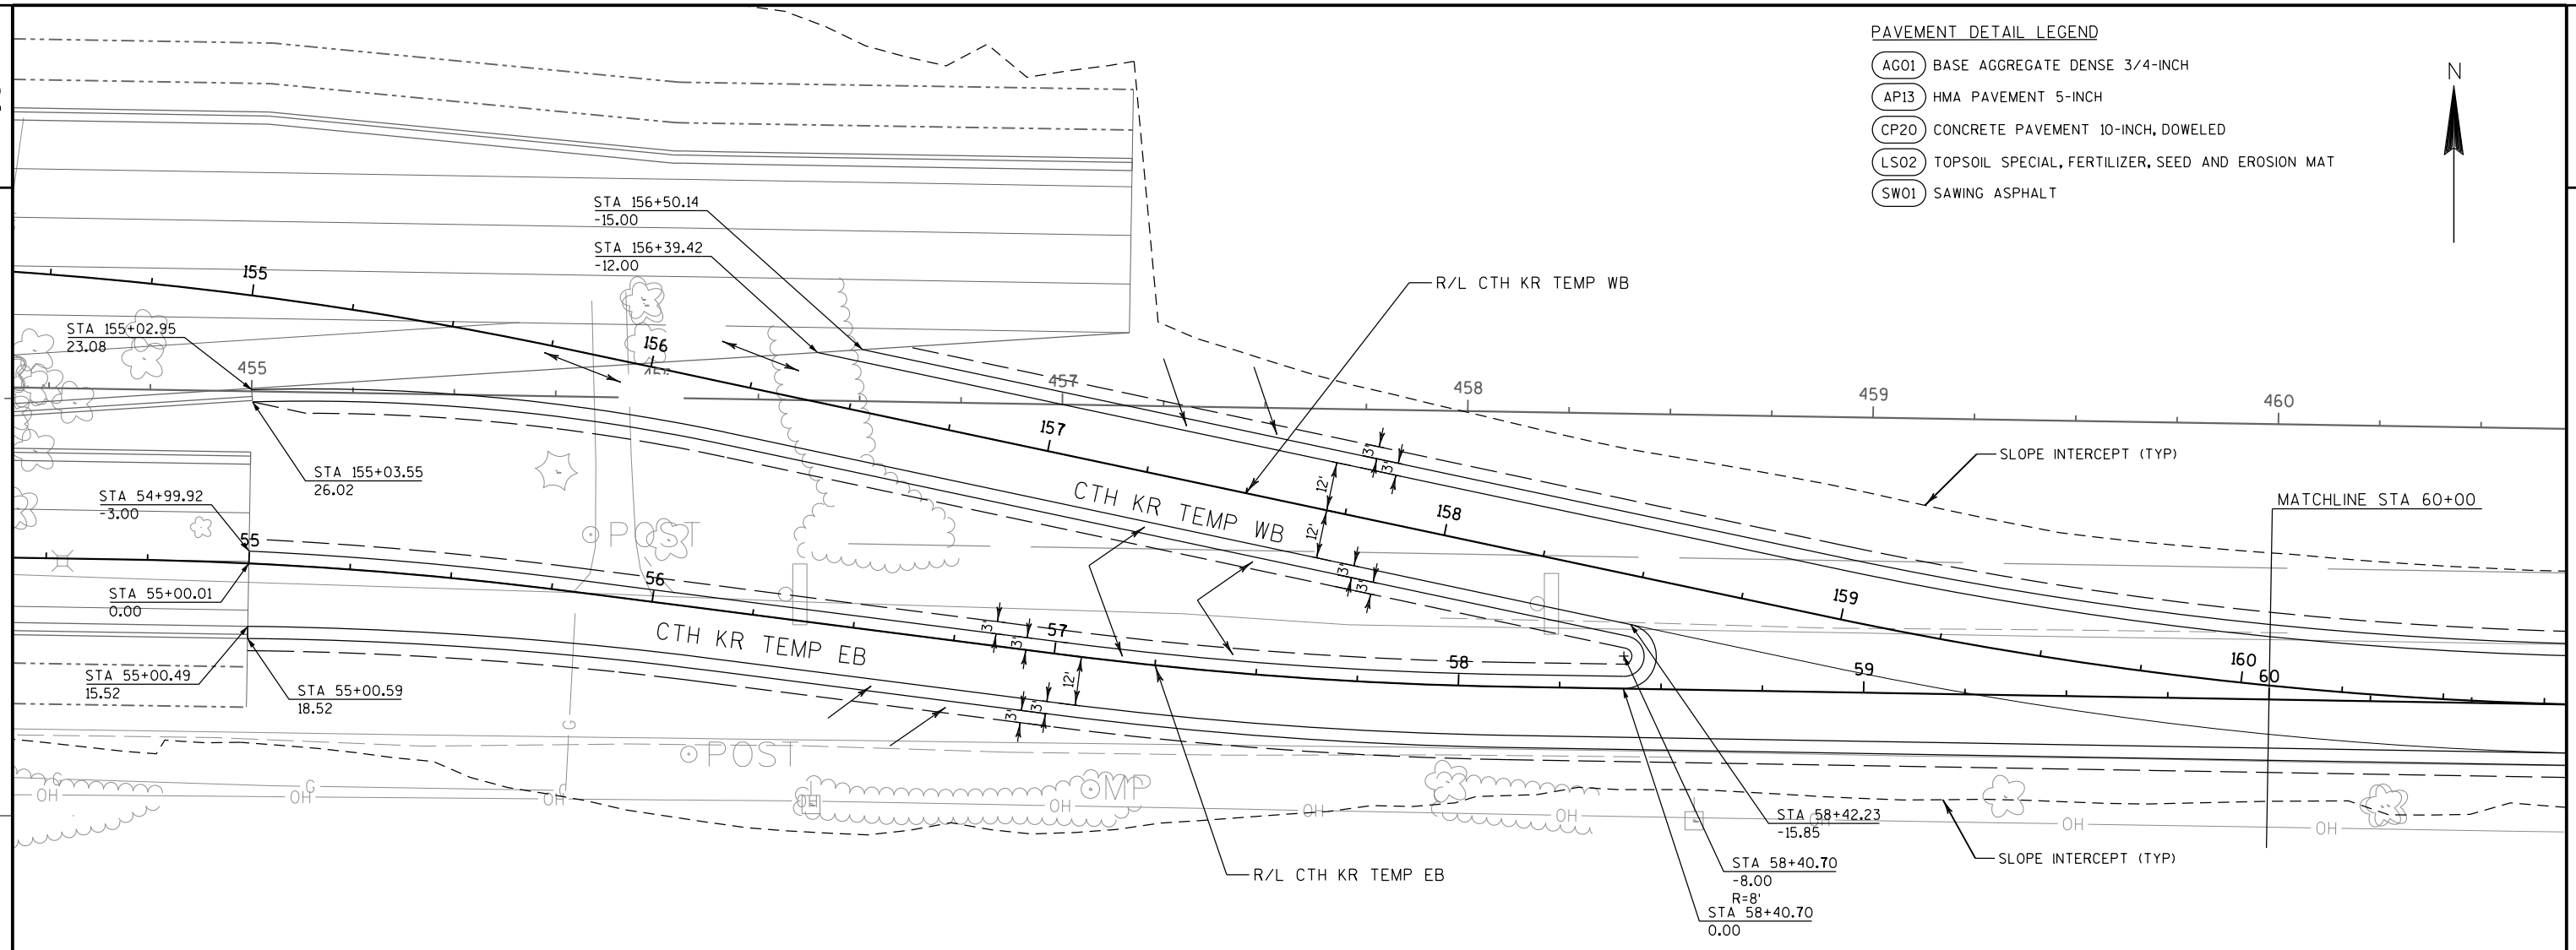 PAVEMENT DETAIL LEGEND
AG01 BASE AGGREGATE DENSE 3/4-INCH
AP13 HMA PAVEMENT 5-INCH
CP20 CONCRETE PAVEMENT 10-INCH, DOWELED
LS02 TOPSOIL SPECIAL, FERTILIZER, SEED AND EROSION MAT
SW01 SAWING ASPHALT
N
STA 156+50.14
-15.00
STA 156+39.42
-12.00
155
R/L CTH KR TEMP WB
STA 155+02.95
23.08
156
455
457
458
459
460
157
SLOPE INTERCEPT (TYP)
3'
3'
STA 155+03.55
26.02
12'
STA 54+99.92
-3.00
CTH KR TEMP WB
158
MATCHLINE STA 60+00
POST
12'
55
3'
3'
56
STA 55+00.01
0.00
159
3'
3'
57
CTH KR TEMP EB
58
59
160
60
STA 55+00.49
15.52
12'
STA 55+00.59
18.52
3'
3'
G
POST
G
G
G
OH
OH
OH
OH
OH
MP
OH
OH
OH
OH
OH
STA 58+42.23
-15.85
STA 58+40.70
-8.00
R=8'
STA 58+40.70
0.00
SLOPE INTERCEPT (TYP)
R/L CTH KR TEMP EB